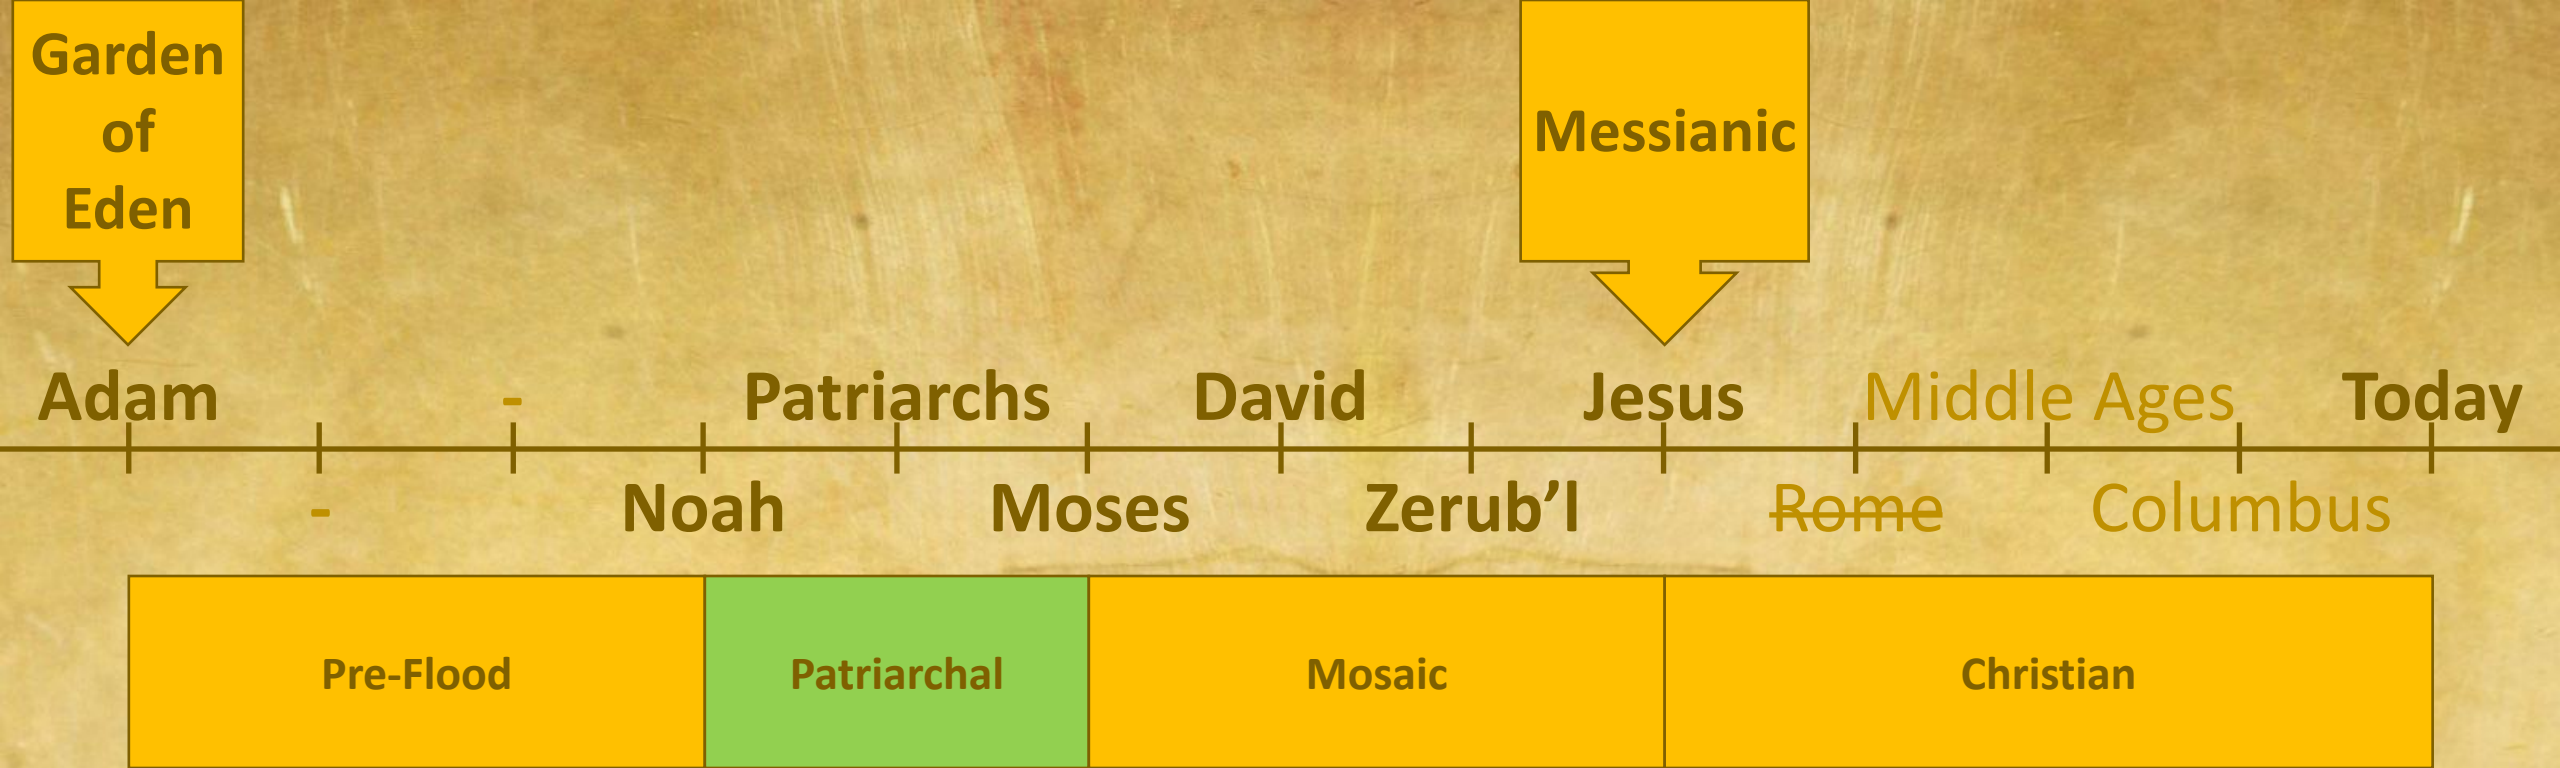 Garden
of
Eden
Messianic
Adam - Patriarchs David Jesus Middle Ages Today
- Noah Moses Zerub’l Rome Columbus
Pre-Flood Patriarchal Mosaic Christian